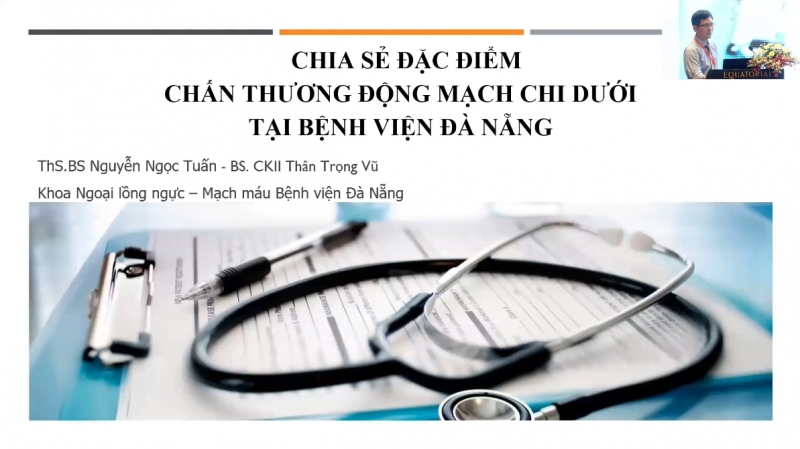 CHIA SẺ ĐẶC ĐIỂM
CHẤN THƯƠNG ĐỘNG MẠCH CHI DƯỚI
TẠI BỆNH VIỆN ĐÀ NẴNG
ThS.BS Nguyễn Ngọc Tuấn - BS. CKII Thân Trọng Vũ
Khoa Ngoại lồng ngực – Mạch máu Bệnh viện Đà Nẵng
EQUATORIAL